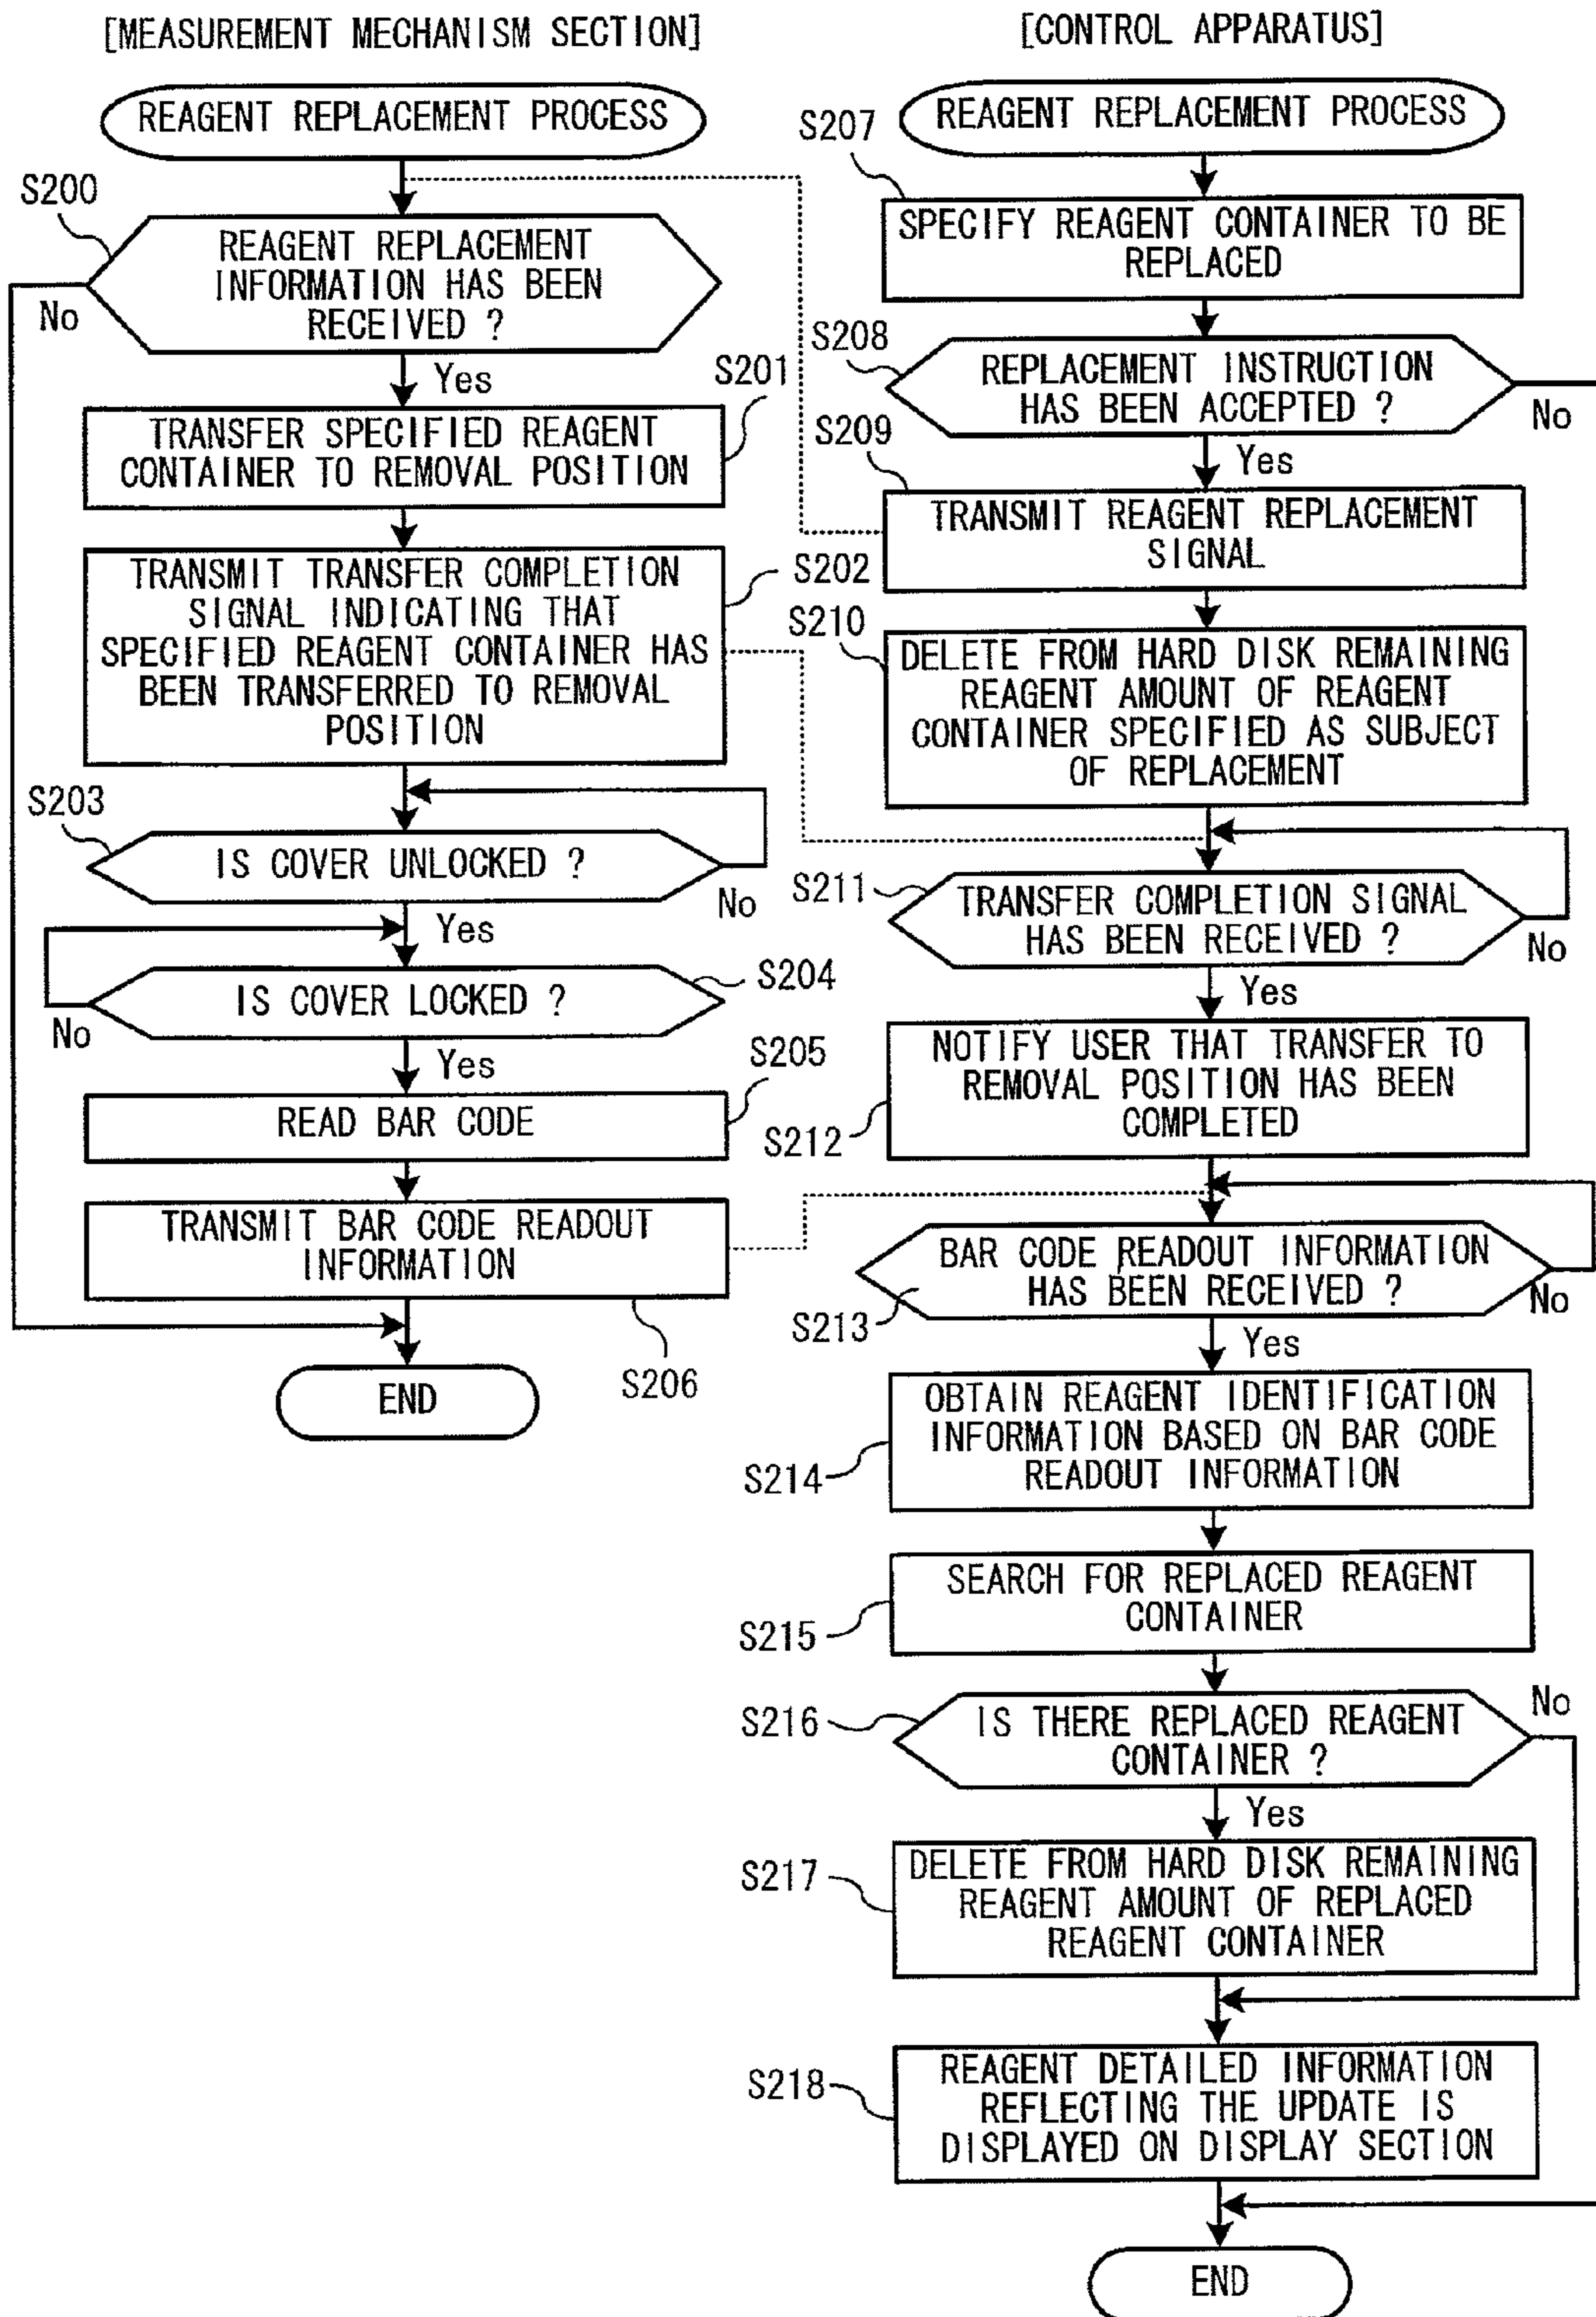 [MEASUREMENT MECHANISM SECTION]
REAGENT REPLACEMENT PROCESS
S200
REAGENT REPLACEMENT
INFORMATION HAS BEEN
RECEIVED ?
No
Yes
S201
TRANSFER SPECIFIED REAGENT
CONTAINER TO REMOVAL POSITION
S202
TRANSMIT TRANSFER COMPLETION
SIGNAL INDICATING THAT
SPECIFIED REAGENT CONTAINER HAS
BEEN TRANSFERRED TO REMOVAL
POSITION
S203
IS COVER UNLOCKED ?
No
Yes
S204
IS COVER LOCKED ?
No
Yes
S205
READ BAR CODE
TRANSMIT BAR CODE READOUT
INFORMATION
S206
END
[CONTROL APPARATUS]
REAGENT REPLACEMENT PROCESS
S207
SPECIFY REAGENT CONTAINER TO BE
REPLACED
S208
REPLACEMENT INSTRUCTION
HAS BEEN ACCEPTED ?
No
Yes
S209
TRANSMIT REAGENT REPLACEMENT
SIGNAL
S210
DELETE FROM HARD DISK REMAINING
REAGENT AMOUNT OF REAGENT
CONTAINER SPECIFIED AS SUBJECT
OF REPLACEMENT
S211
TRANSFER COMPLETION SIGNAL
HAS BEEN RECEIVED ?
No
Yes
NOTIFY USER THAT TRANSFER TO
REMOVAL POSITION HAS BEEN
COMPLETED
S212
BAR CODE READOUT INFORMATION
HAS BEEN RECEIVED ?
No
S213
Yes
OBTAIN REAGENT IDENTIFICATION
INFORMATION BASED ON BAR CODE
READOUT INFORMATION
S214
SEARCH FOR REPLACED REAGENT
CONTAINER
S215
S216
IS THERE REPLACED REAGENT
CONTAINER ?
No
Yes
S217
DELETE FROM HARD DISK REMAINING
REAGENT AMOUNT OF REPLACED
REAGENT CONTAINER
S218
REAGENT DETAILED INFORMATION
REFLECTING THE UPDATE IS
DISPLAYED ON DISPLAY SECTION
END